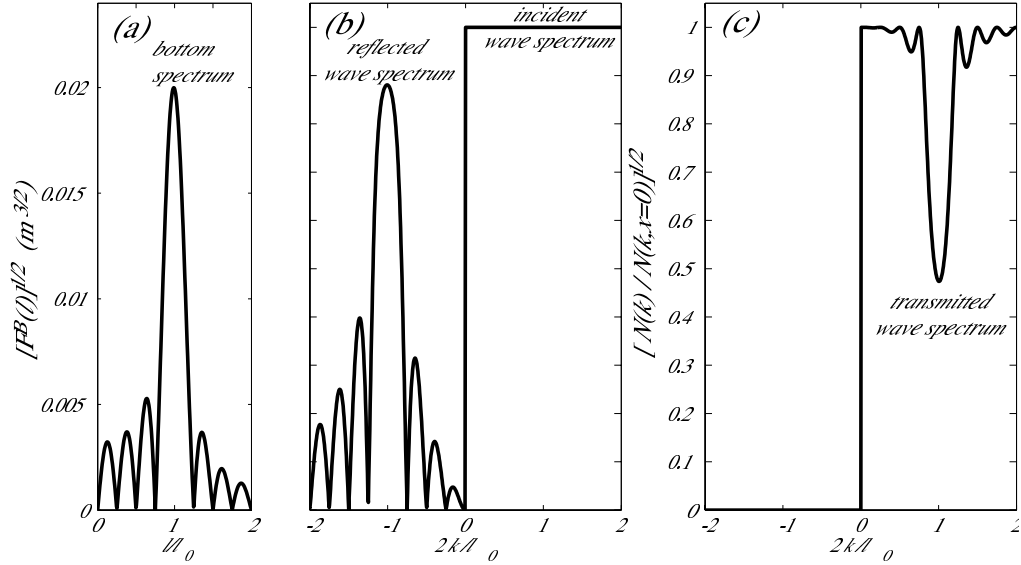 (a)
bottom
spectrum
[F^B(l)]^1/2 (m^3/2)
0.02
0.015
0.01
0.005
0
0 1 2
l/l_0
(b)
reflected
wave spectrum
incident
wave spectrum
-2 -1 0 1 2
2k/l_0
(c)
[ N(k) / N(k,x=0)]^1/2
1
0.9
0.8
0.7
0.6
0.5
0.4
0.3
0.2
0.1
0
transmitted
wave spectrum
-2 -1 0 1 2
2k/l_0